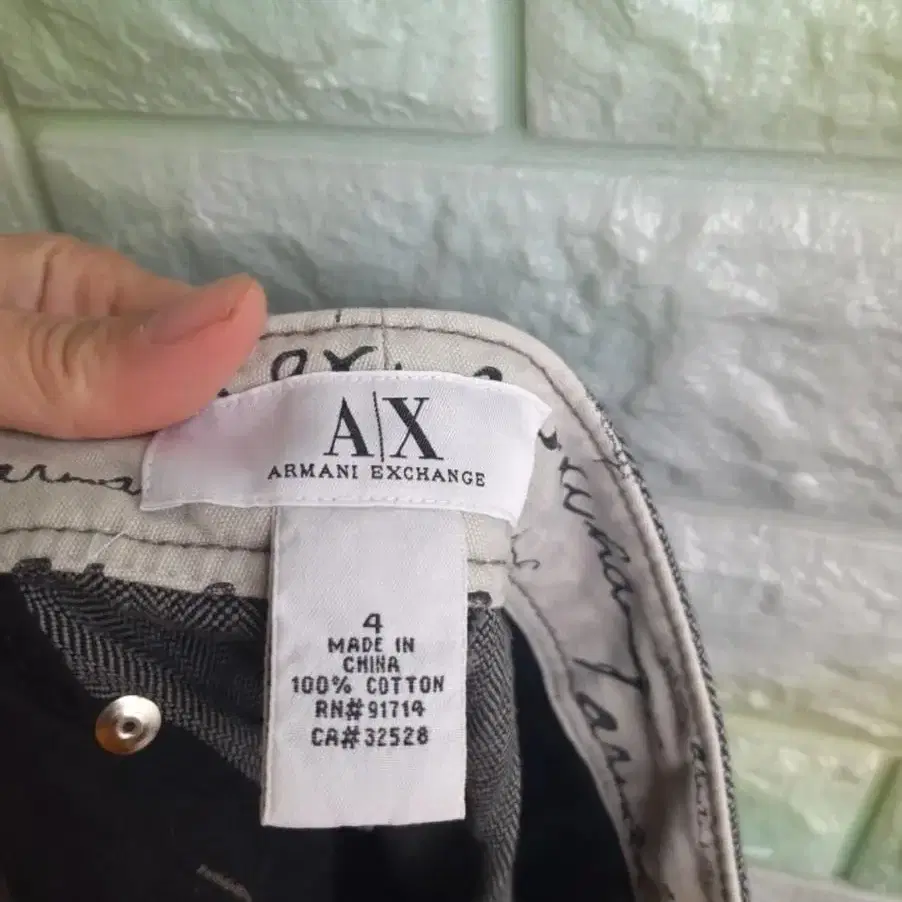 A|X
ARMANI EXCHANGE
4
MADE IN
CHINA
100% COTTON
RN# 91714
CA# 32528